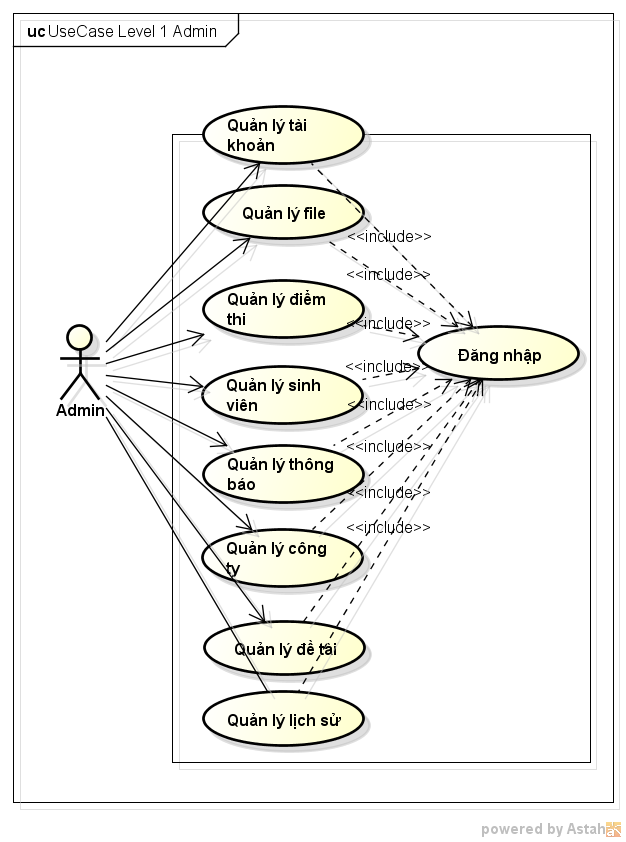 uc UseCase Level 1 Admin
Quản lý tài
khoản
Quản lý file
<<include>>
<<include>>
Quản lý điểm
thi
<<include>>
Đăng nhập
<<include>>
Quản lý sinh
viên
Admin
<<include>>
<<include>>
Quản lý thông
báo
<<include>>
<<include>>
Quản lý công
ty
Quản lý đề tài
Quản lý lịch sử
powered by Astah